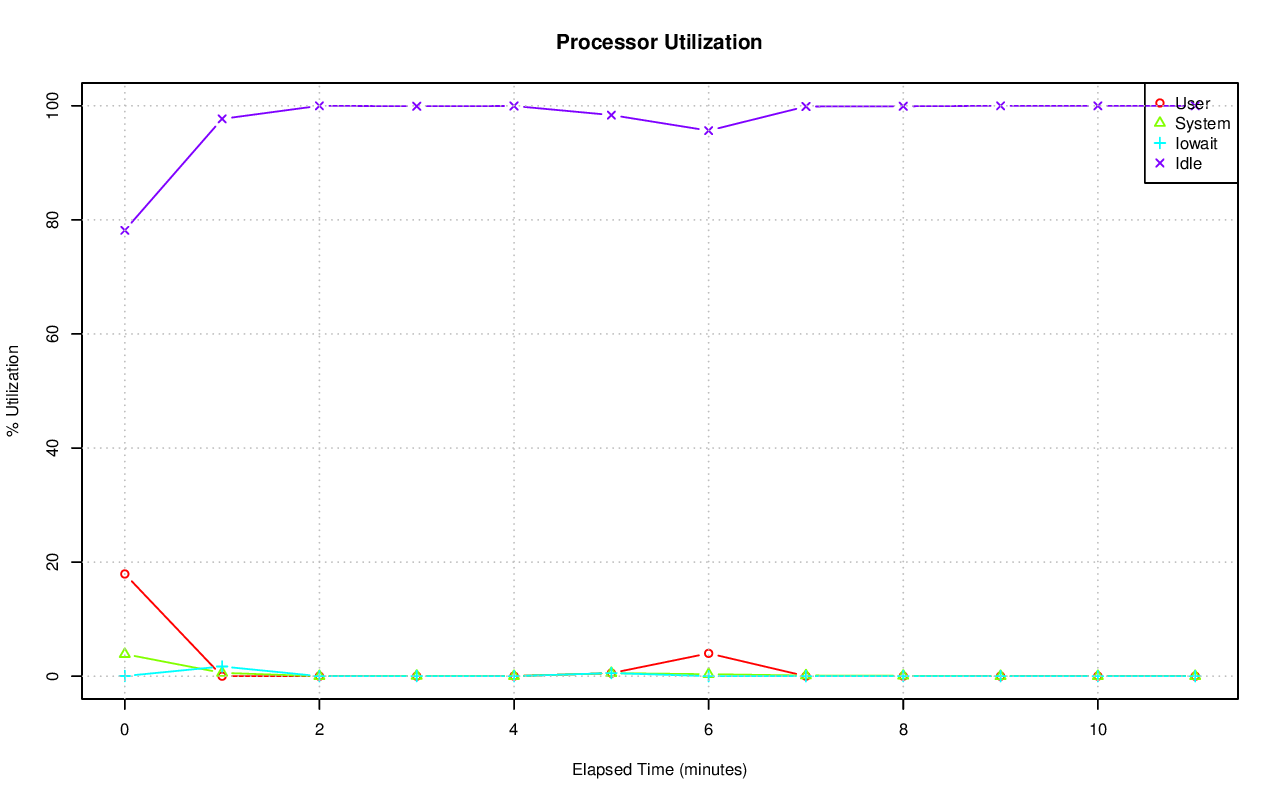 Processor Utilization
100
80
60
40
20
0
% Utilization
User
System
Iowait
Idle
0 2 4 6 8 10
Elapsed Time (minutes)